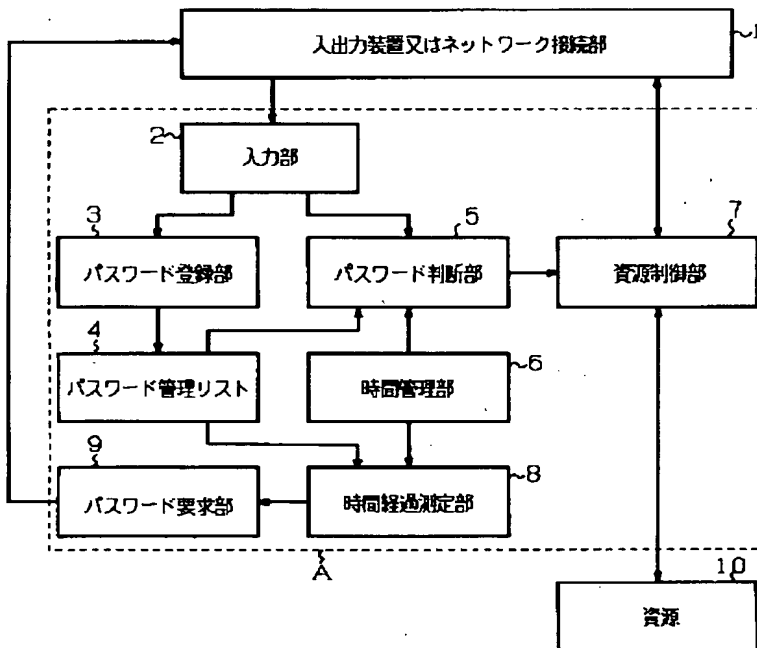 入出力装置又はネットワーク接続部
1
2
入力部
3
パスワード登録部
5
パスワード判断部
7
資源制御部
4
パスワード管理リスト
6
時間管理部
9
パスワード要求部
8
時間経過測定部
A
10
資源